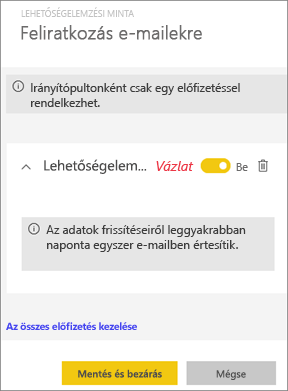 LEHETŐSÉGELEMZÉSI MINTA
Feliratkozás e-mailekre
Irányítópultonként csak egy előfizetéssel
rendelkezhet.
Lehetőségelem... Vázlat Be
Az adatok frissítéseiről leggyakrabban
naponta egyszer e-mailben értesítik.
Az összes előfizetés kezelése
Mentés és bezárás Mégse